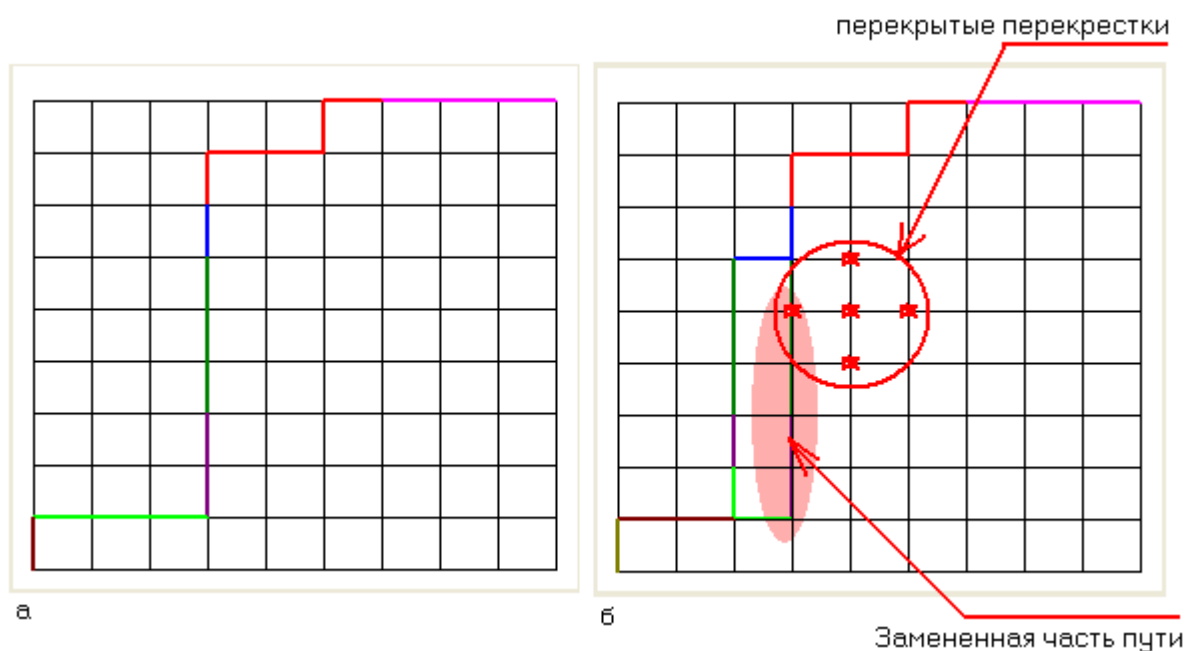 перекрытые перекрестки
а
б
Замененная часть пути